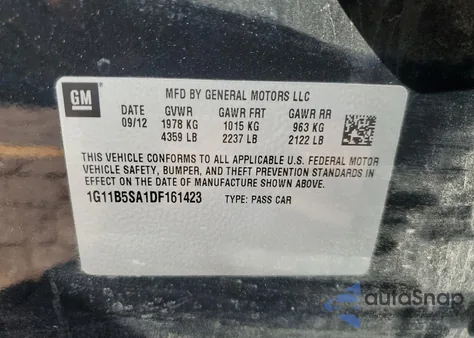 GM
MFD BY GENERAL MOTORS LLC
DATE GVWR GAWR FRT GAWR RR
09/12 1978 KG 1015 KG 963 KG
4359 LB 2237 LB 2122 LB
THIS VEHICLE CONFORMS TO ALL APPLICABLE U.S. FEDERAL MOTOR
VEHICLE SAFETY, BUMPER, AND THEFT PREVENTION STANDARDS IN
EFFECT ON THE DATE OF MANUFACTURE SHOWN ABOVE.
1G11B5SA1DF161423 TYPE: PASS CAR
autoSnap